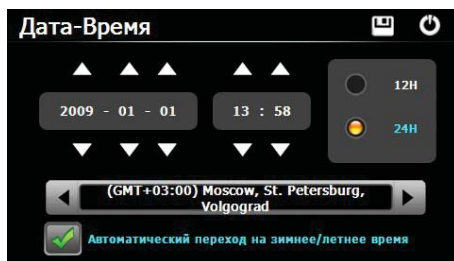 Дата-Время
12H
2009 - 01 - 01 13 : 58
24H
(GMT+03:00) Moscow, St. Petersburg,
Volgograd
Автоматический переход на зимнее/летнее время